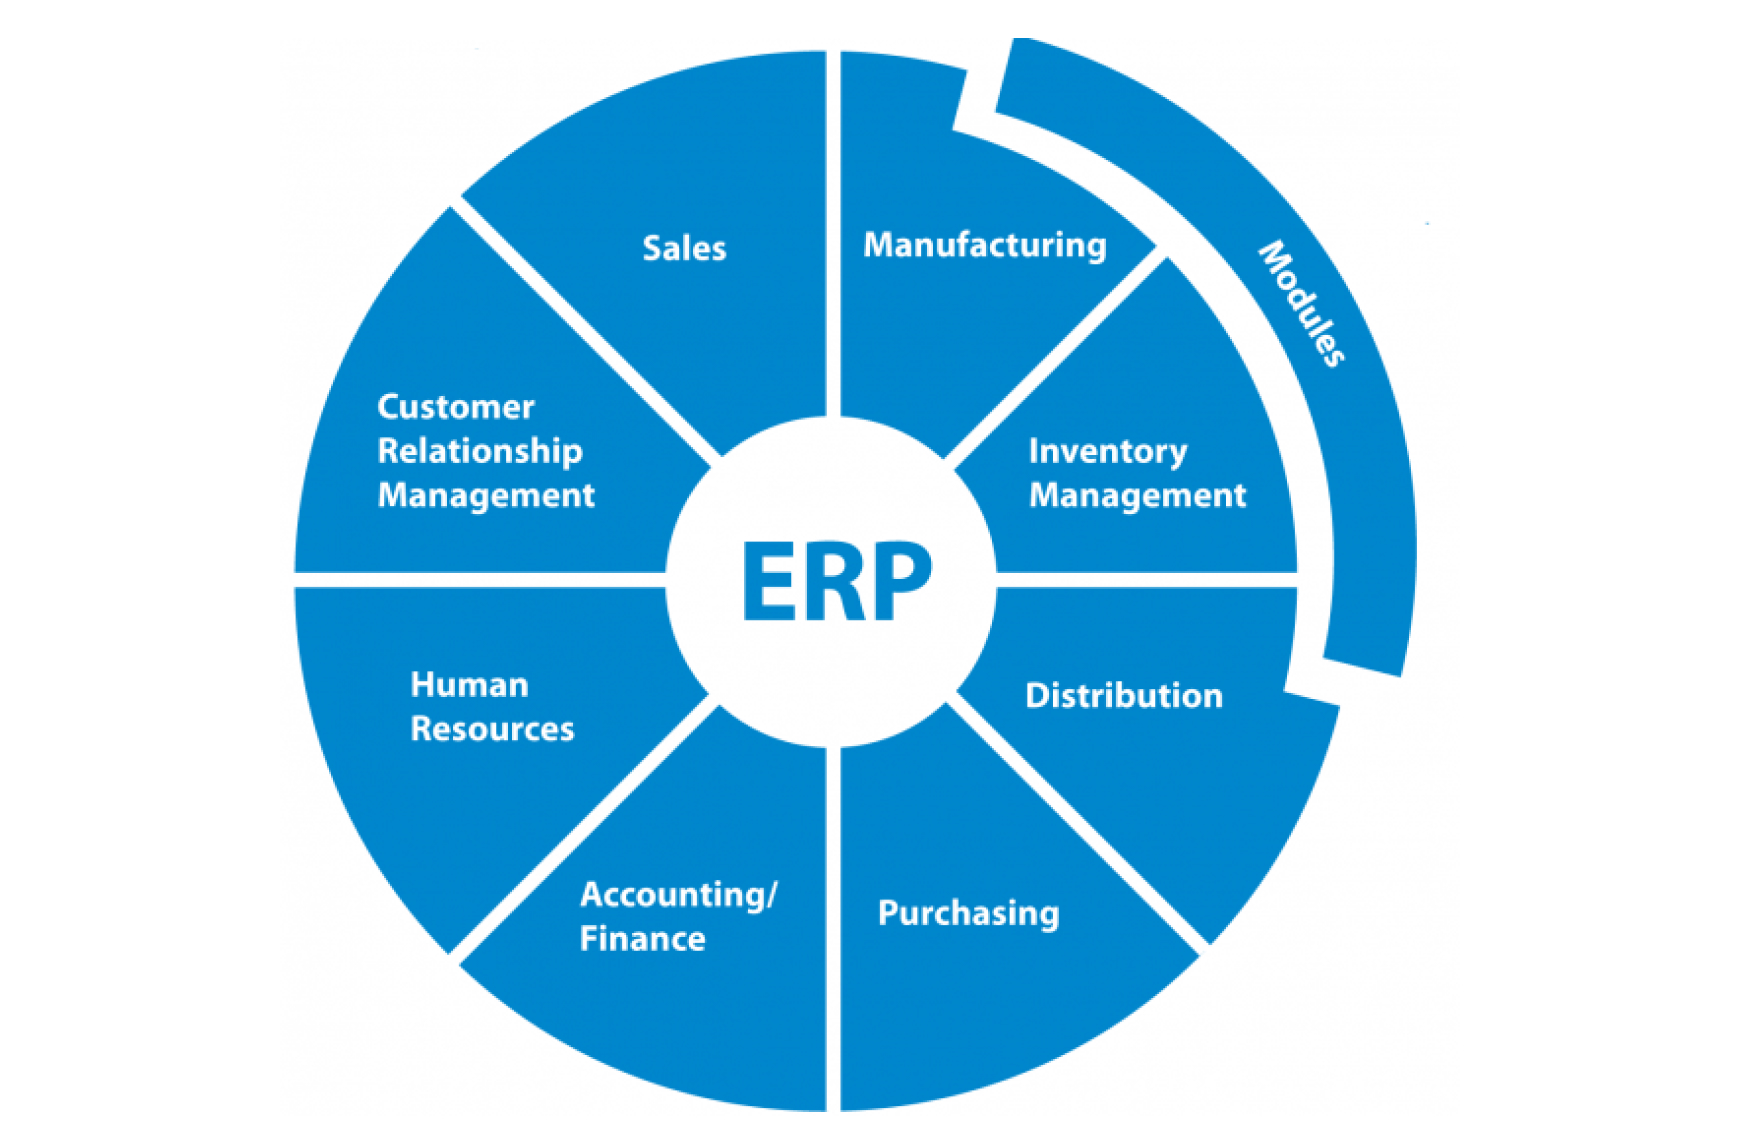 Sales
Manufacturing
Modules
Customer
Relationship
Management
Inventory
Management
ERP
Human
Resources
Distribution
Accounting/
Finance
Purchasing